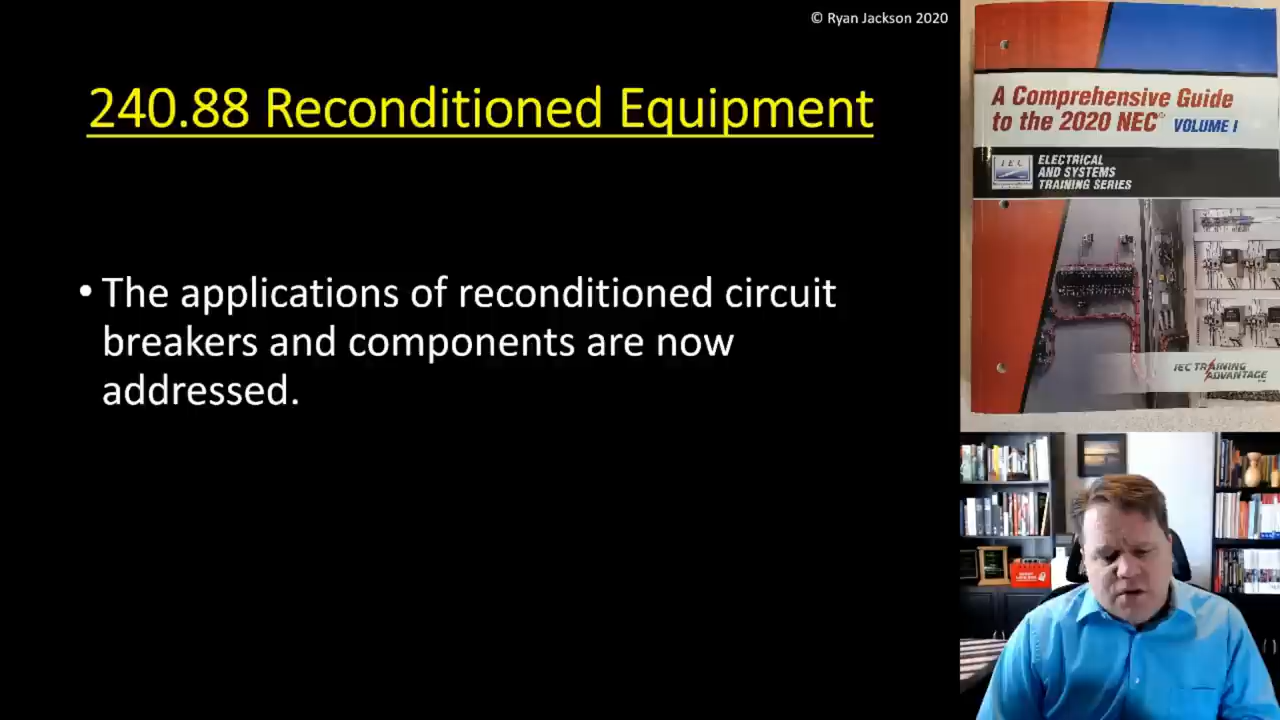 © Ryan Jackson 2020
240.88 Reconditioned Equipment
• The applications of reconditioned circuit
breakers and components are now
addressed.
A Comprehensive Guide
to the 2020 NEC® VOLUME I
IEC
ELECTRICAL
AND SYSTEMS
TRAINING SERIES
IEC TRAINING
ADVANTAGE